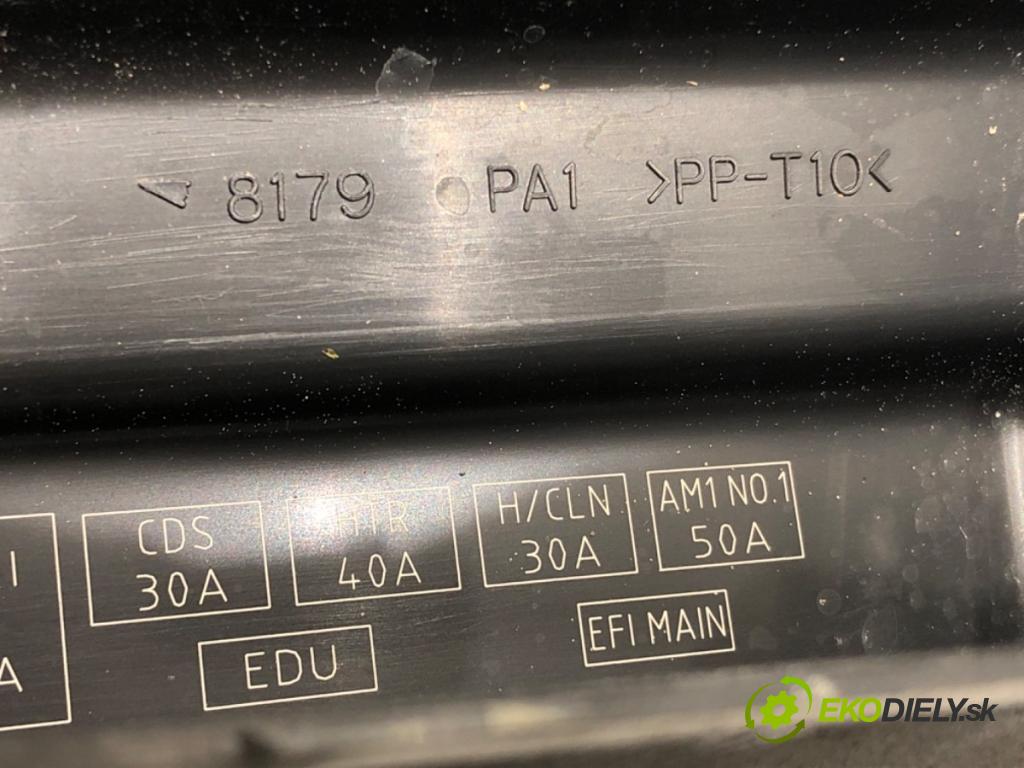 8179 PA1 >PP-T10<
CDS
30A
HTR
40A
H/CLN
30A
AM1 NO.1
50A
I
A
EDU
EFI MAIN
EKODIELY.sk